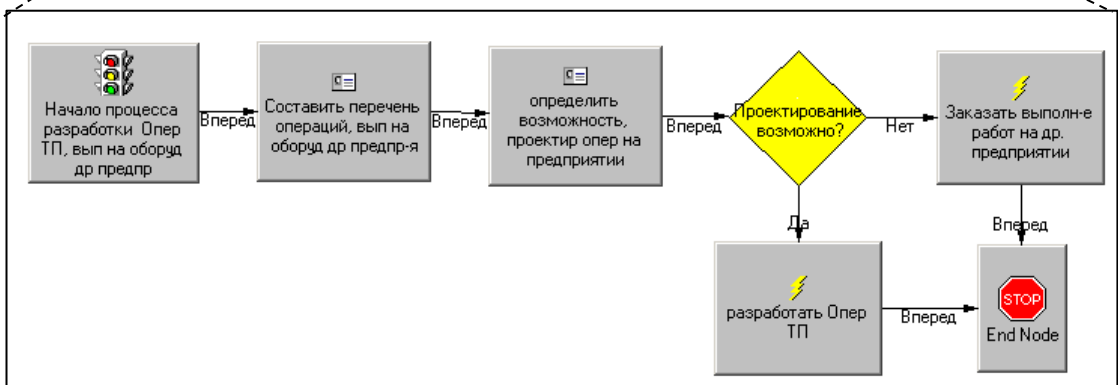 Начало процесса
разработки Опер
ТП, вып на оборуд
др предпр
Вперед
Составить перечень
операций, вып на
оборуд др предпр-я
Вперед
определить
возможность,
проектир опер на
предприятии
Вперед
Проектирование
возможно?
Нет
Заказать выполн-е
работ на др.
предприятии
Да
Вперед
разработать Опер
ТП
Вперед
STOP
End Node